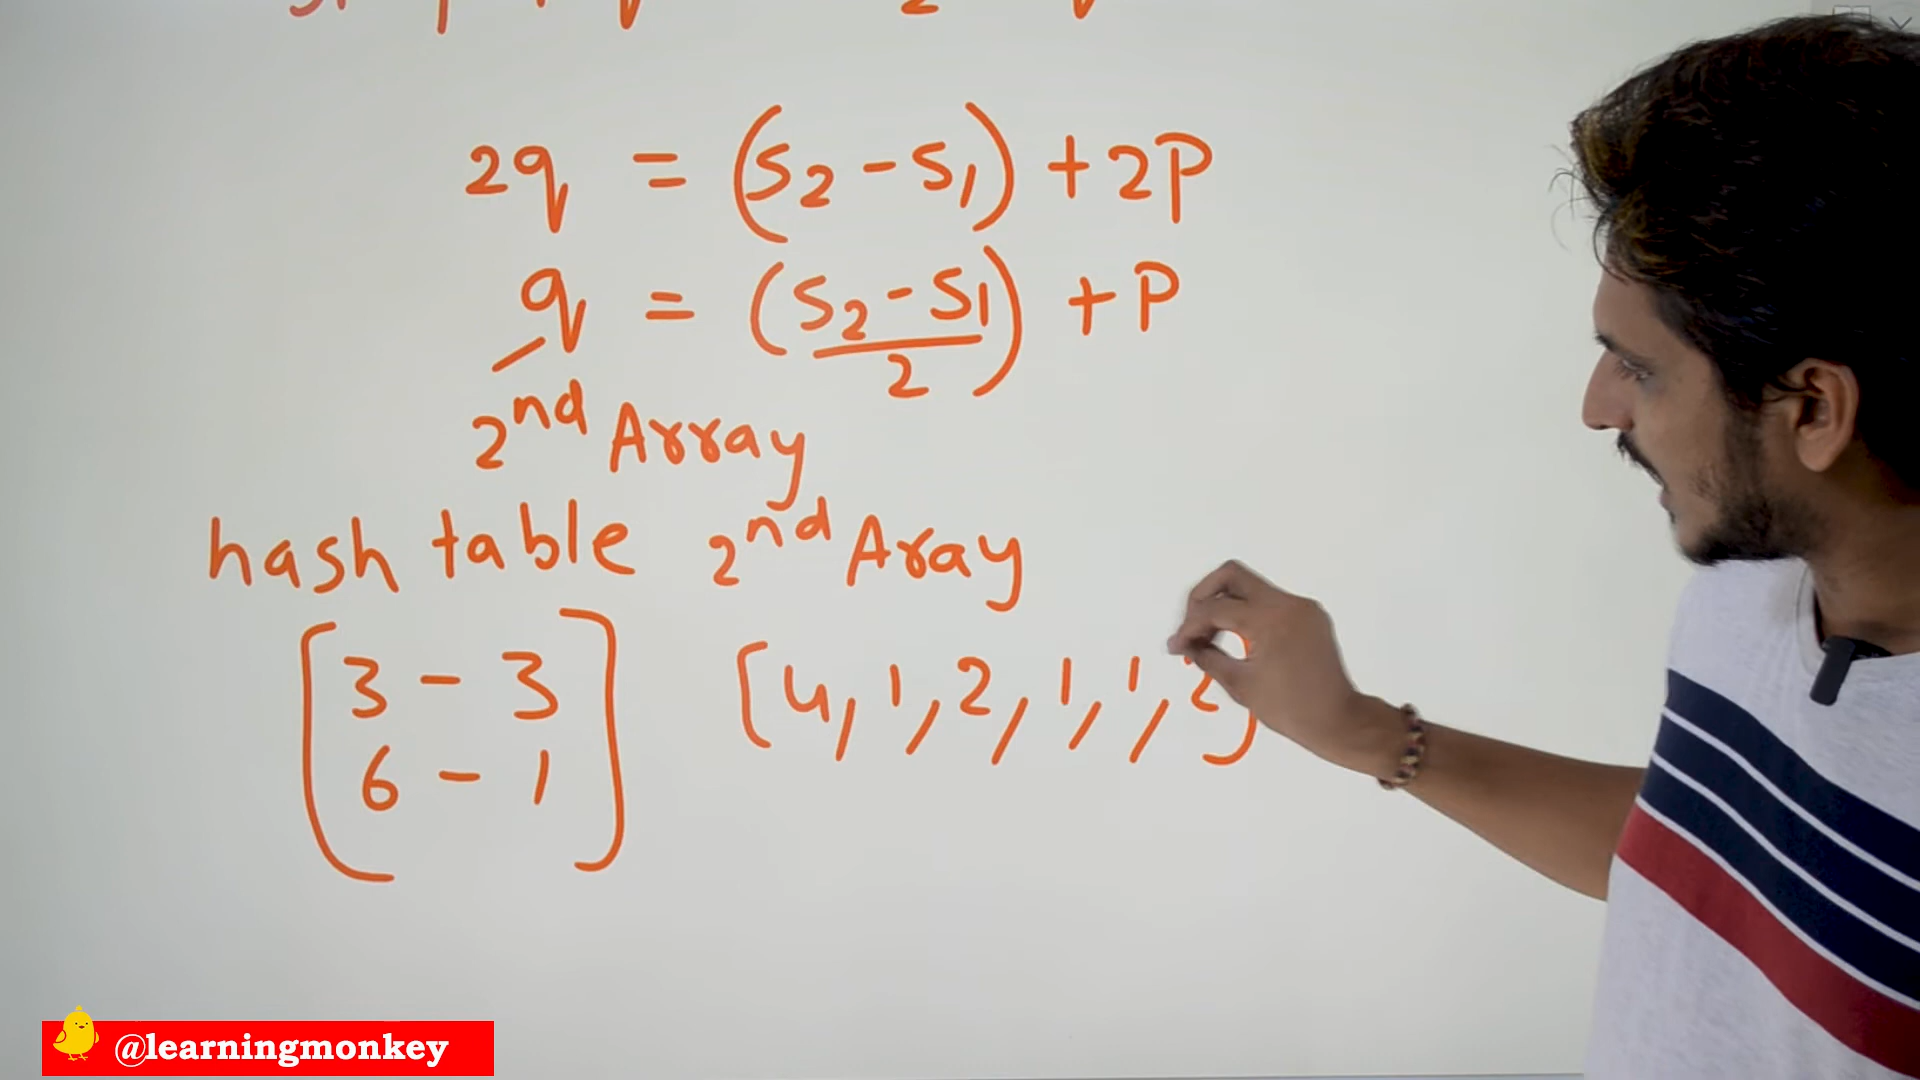 2q = (S2 - S1) + 2P
q = (S2 - S1 / 2) + P
2nd Array
hash table 2nd Aray
[3 - 3 [4, 1, 2, 1, 1, 2]
6 - 1]
@learningmonkey